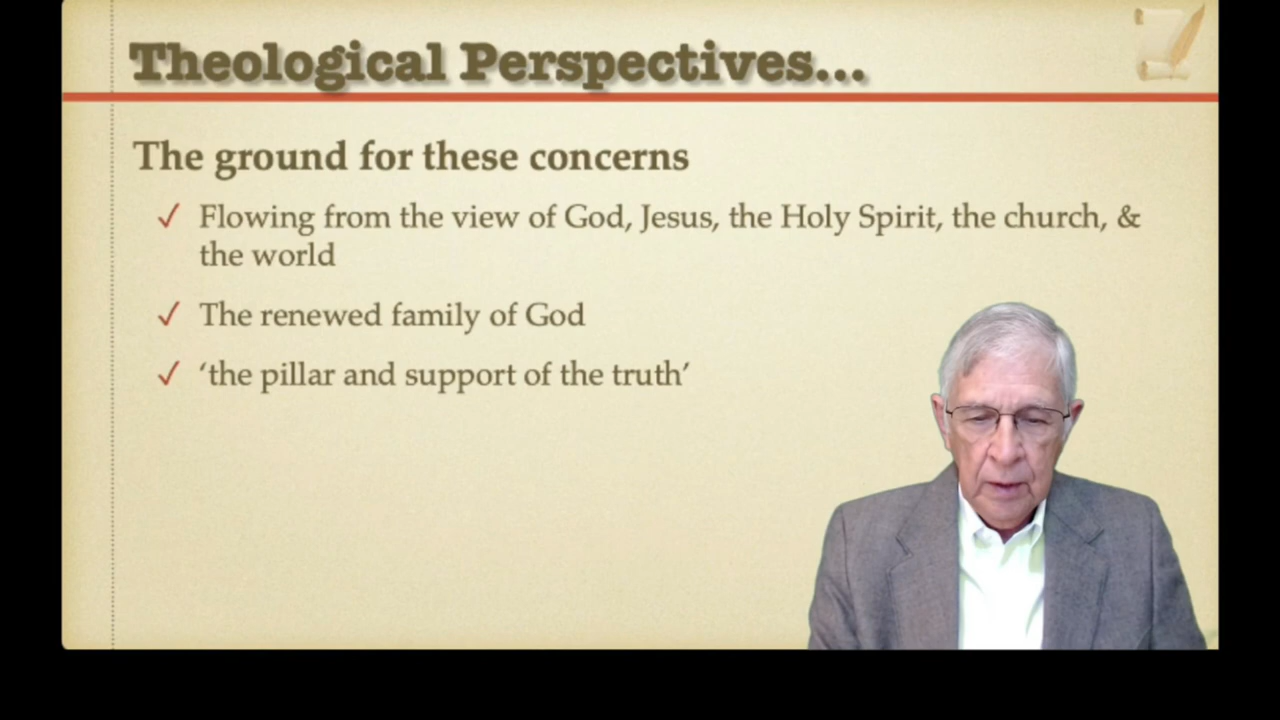 Theological Perspectives...
The ground for these concerns
✓ Flowing from the view of God, Jesus, the Holy Spirit, the church, &
the world
✓ The renewed family of God
✓ ‘the pillar and support of the truth’